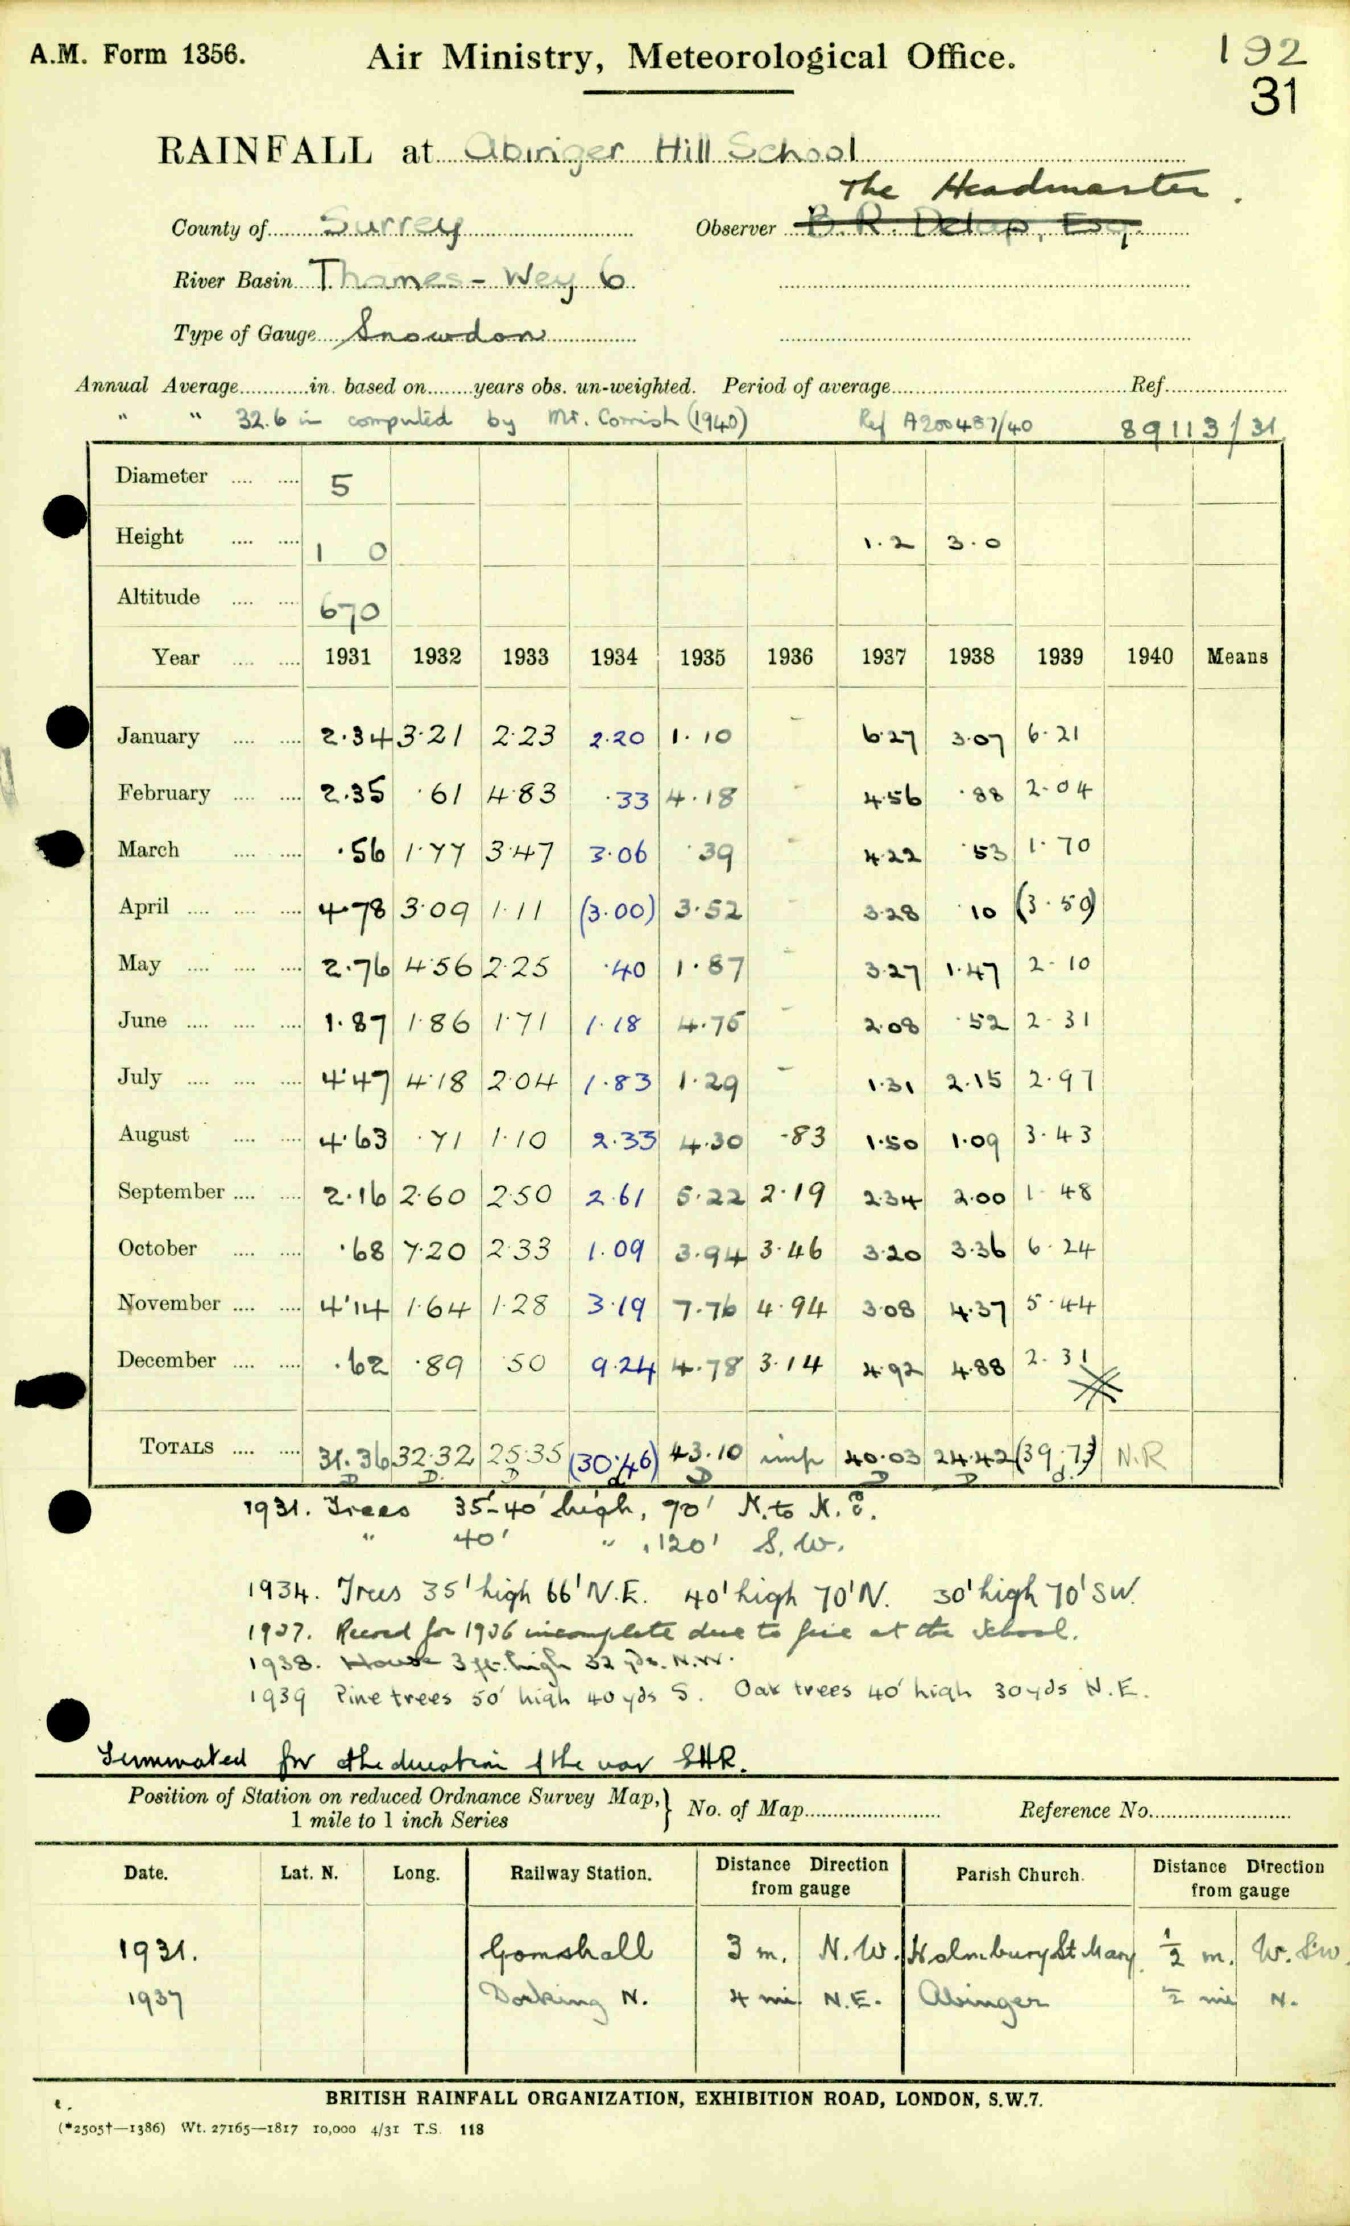 A.M. Form 1356. Air Ministry, Meteorological Office. 192
31
RAINFALL at Abinger Hill School
The Headmaster.
County of Surrey Observer B. R. Delap, Esq.
River Basin Thames - Wey 6
Type of Gauge Snowdon
Annual Average in. based on years obs. un-weighted. Period of average Ref.
" " 32.6 in computed by Mr. Cornish (1940) Ref A200487/40 89113/31
Diameter 5
Height 1 0 1.2 3.0
Altitude 670
Year 1931 1932 1933 1934 1935 1936 1937 1938 1939 1940 Means
January 2.34 3.21 2.23 2.20 1.10 - 6.27 3.07 6.21
February 2.35 .61 4.83 .33 4.18 - 4.56 .88 2.04
March .56 1.77 3.47 3.06 .39 - 4.22 .53 1.70
April 4.78 3.09 1.11 (3.00) 3.52 - 3.28 .10 (3.50)
May 2.76 4.56 2.25 .40 1.87 - 3.27 1.47 2.10
June 1.87 1.86 1.71 1.18 4.75 - 2.08 .52 2.31
July 4.47 4.18 2.04 1.83 1.29 - 1.31 2.15 2.97
August 4.63 .71 1.10 2.33 4.30 .83 1.50 1.09 3.43
September 2.16 2.60 2.50 2.61 5.22 2.19 2.34 2.00 1.48
October .68 7.20 2.33 1.09 3.94 3.46 3.20 3.36 6.24
November 4.14 1.64 1.28 3.19 7.76 4.94 3.08 4.37 5.44
December .62 .89 .50 9.24 4.78 3.14 4.92 4.88 2.31
TOTALS 31.36 32.32 25.35 (30.46) 43.10 imp 40.03 24.42 (39.73) N.R
D D D d D D D d.
1931. Trees 35'-40' high, 70' N. to N.E.
" 40' " , 120' S.W.
1934. Trees 35' high 66' N.E. 40' high 70' N. 30' high 70' SW.
1937. Record for 1936 incomplete due to fire at the School.
1938. House 3 ft. high 32 yds. N.W.
1939 Pine trees 50' high 40 yds S. Oak trees 40' high 30 yds N.E.
Terminated for the duration of the war
Position of Station on reduced Ordnance Survey Map, } No. of Map Reference No.
1 mile to 1 inch Series
Date. Lat. N. Long. Railway Station. Distance Direction from gauge Parish Church. Distance Direction from gauge
1931. Gomshall 3 m. N.W. Holmbury St Mary ½ m. W. SW.
1937 Dorking N. 4 mi N.E. Abinger ½ mi N.
BRITISH RAINFALL ORGANIZATION, EXHIBITION ROAD, LONDON, S.W.7.
(*2505†—1386) Wt. 27165—1817 10,000 4/31 T.S. 118